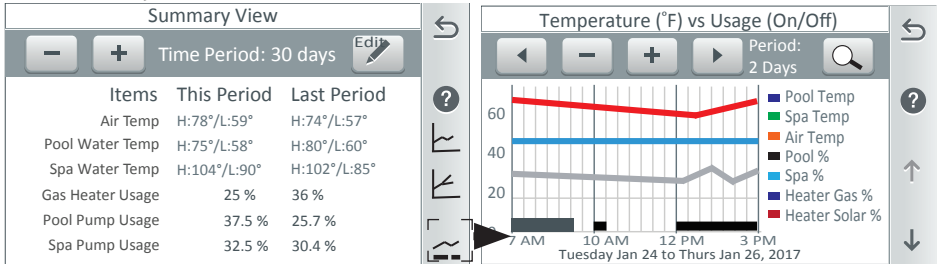 Summary View
Time Period: 30 days
Edit
Items This Period Last Period
Air Temp H:78°/L:59° H:74°/L:57°
Pool Water Temp H:75°/L:58° H:80°/L:60°
Spa Water Temp H:104°/L:90° H:102°/L:85°
Gas Heater Usage 25 % 36 %
Pool Pump Usage 37.5 % 25.7 %
Spa Pump Usage 32.5 % 30.4 %
?
Temperature (°F) vs Usage (On/Off)
Period:
2 Days
60
40
20
0
7 AM 10 AM 12 PM 3 PM
Tuesday Jan 24 to Thurs Jan 26, 2017
Pool Temp
Spa Temp
Air Temp
Pool %
Spa %
Heater Gas %
Heater Solar %
?